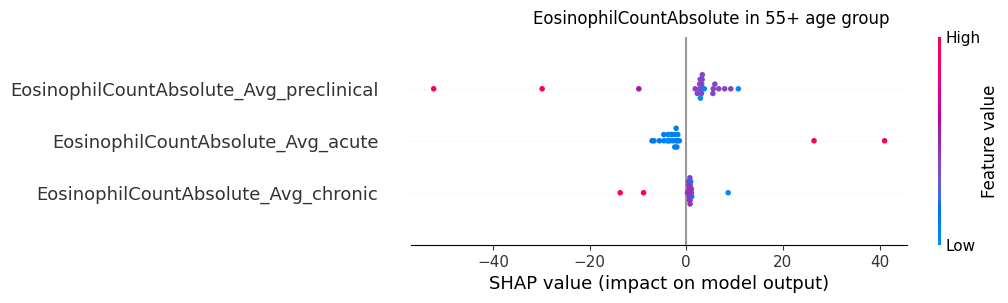 EosinophilCountAbsolute in 55+ age group
High
EosinophilCountAbsolute_Avg_preclinical
EosinophilCountAbsolute_Avg_acute
EosinophilCountAbsolute_Avg_chronic
Feature value
Low
−40
−20
0
20
40
SHAP value (impact on model output)